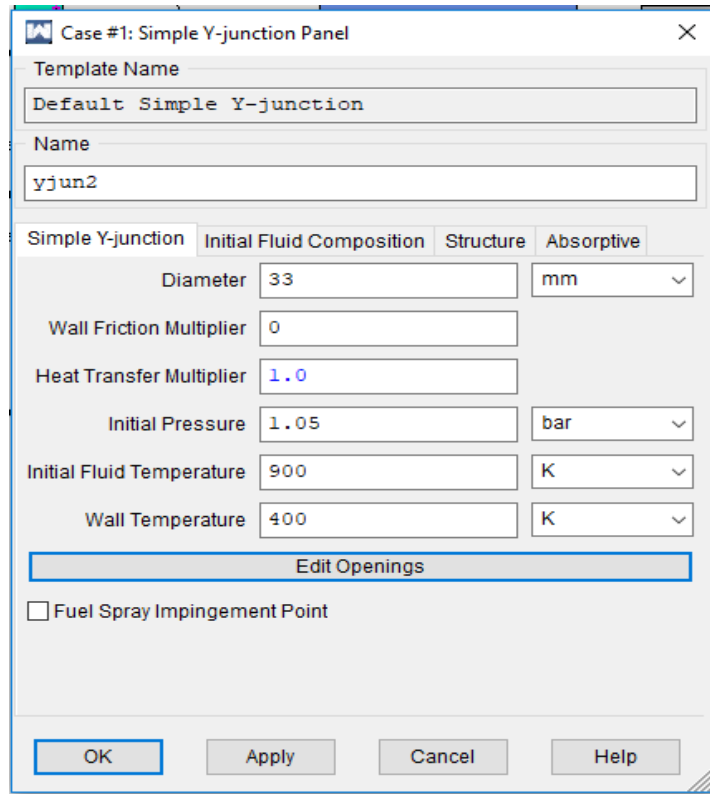 Case #1: Simple Y-junction Panel
Template Name
Default Simple Y-junction
Name
yjun2
Simple Y-junction Initial Fluid Composition Structure Absorptive
Diameter 33 mm
Wall Friction Multiplier 0
Heat Transfer Multiplier 1.0
Initial Pressure 1.05 bar
Initial Fluid Temperature 900 K
Wall Temperature 400 K
Edit Openings
Fuel Spray Impingement Point
OK Apply Cancel Help